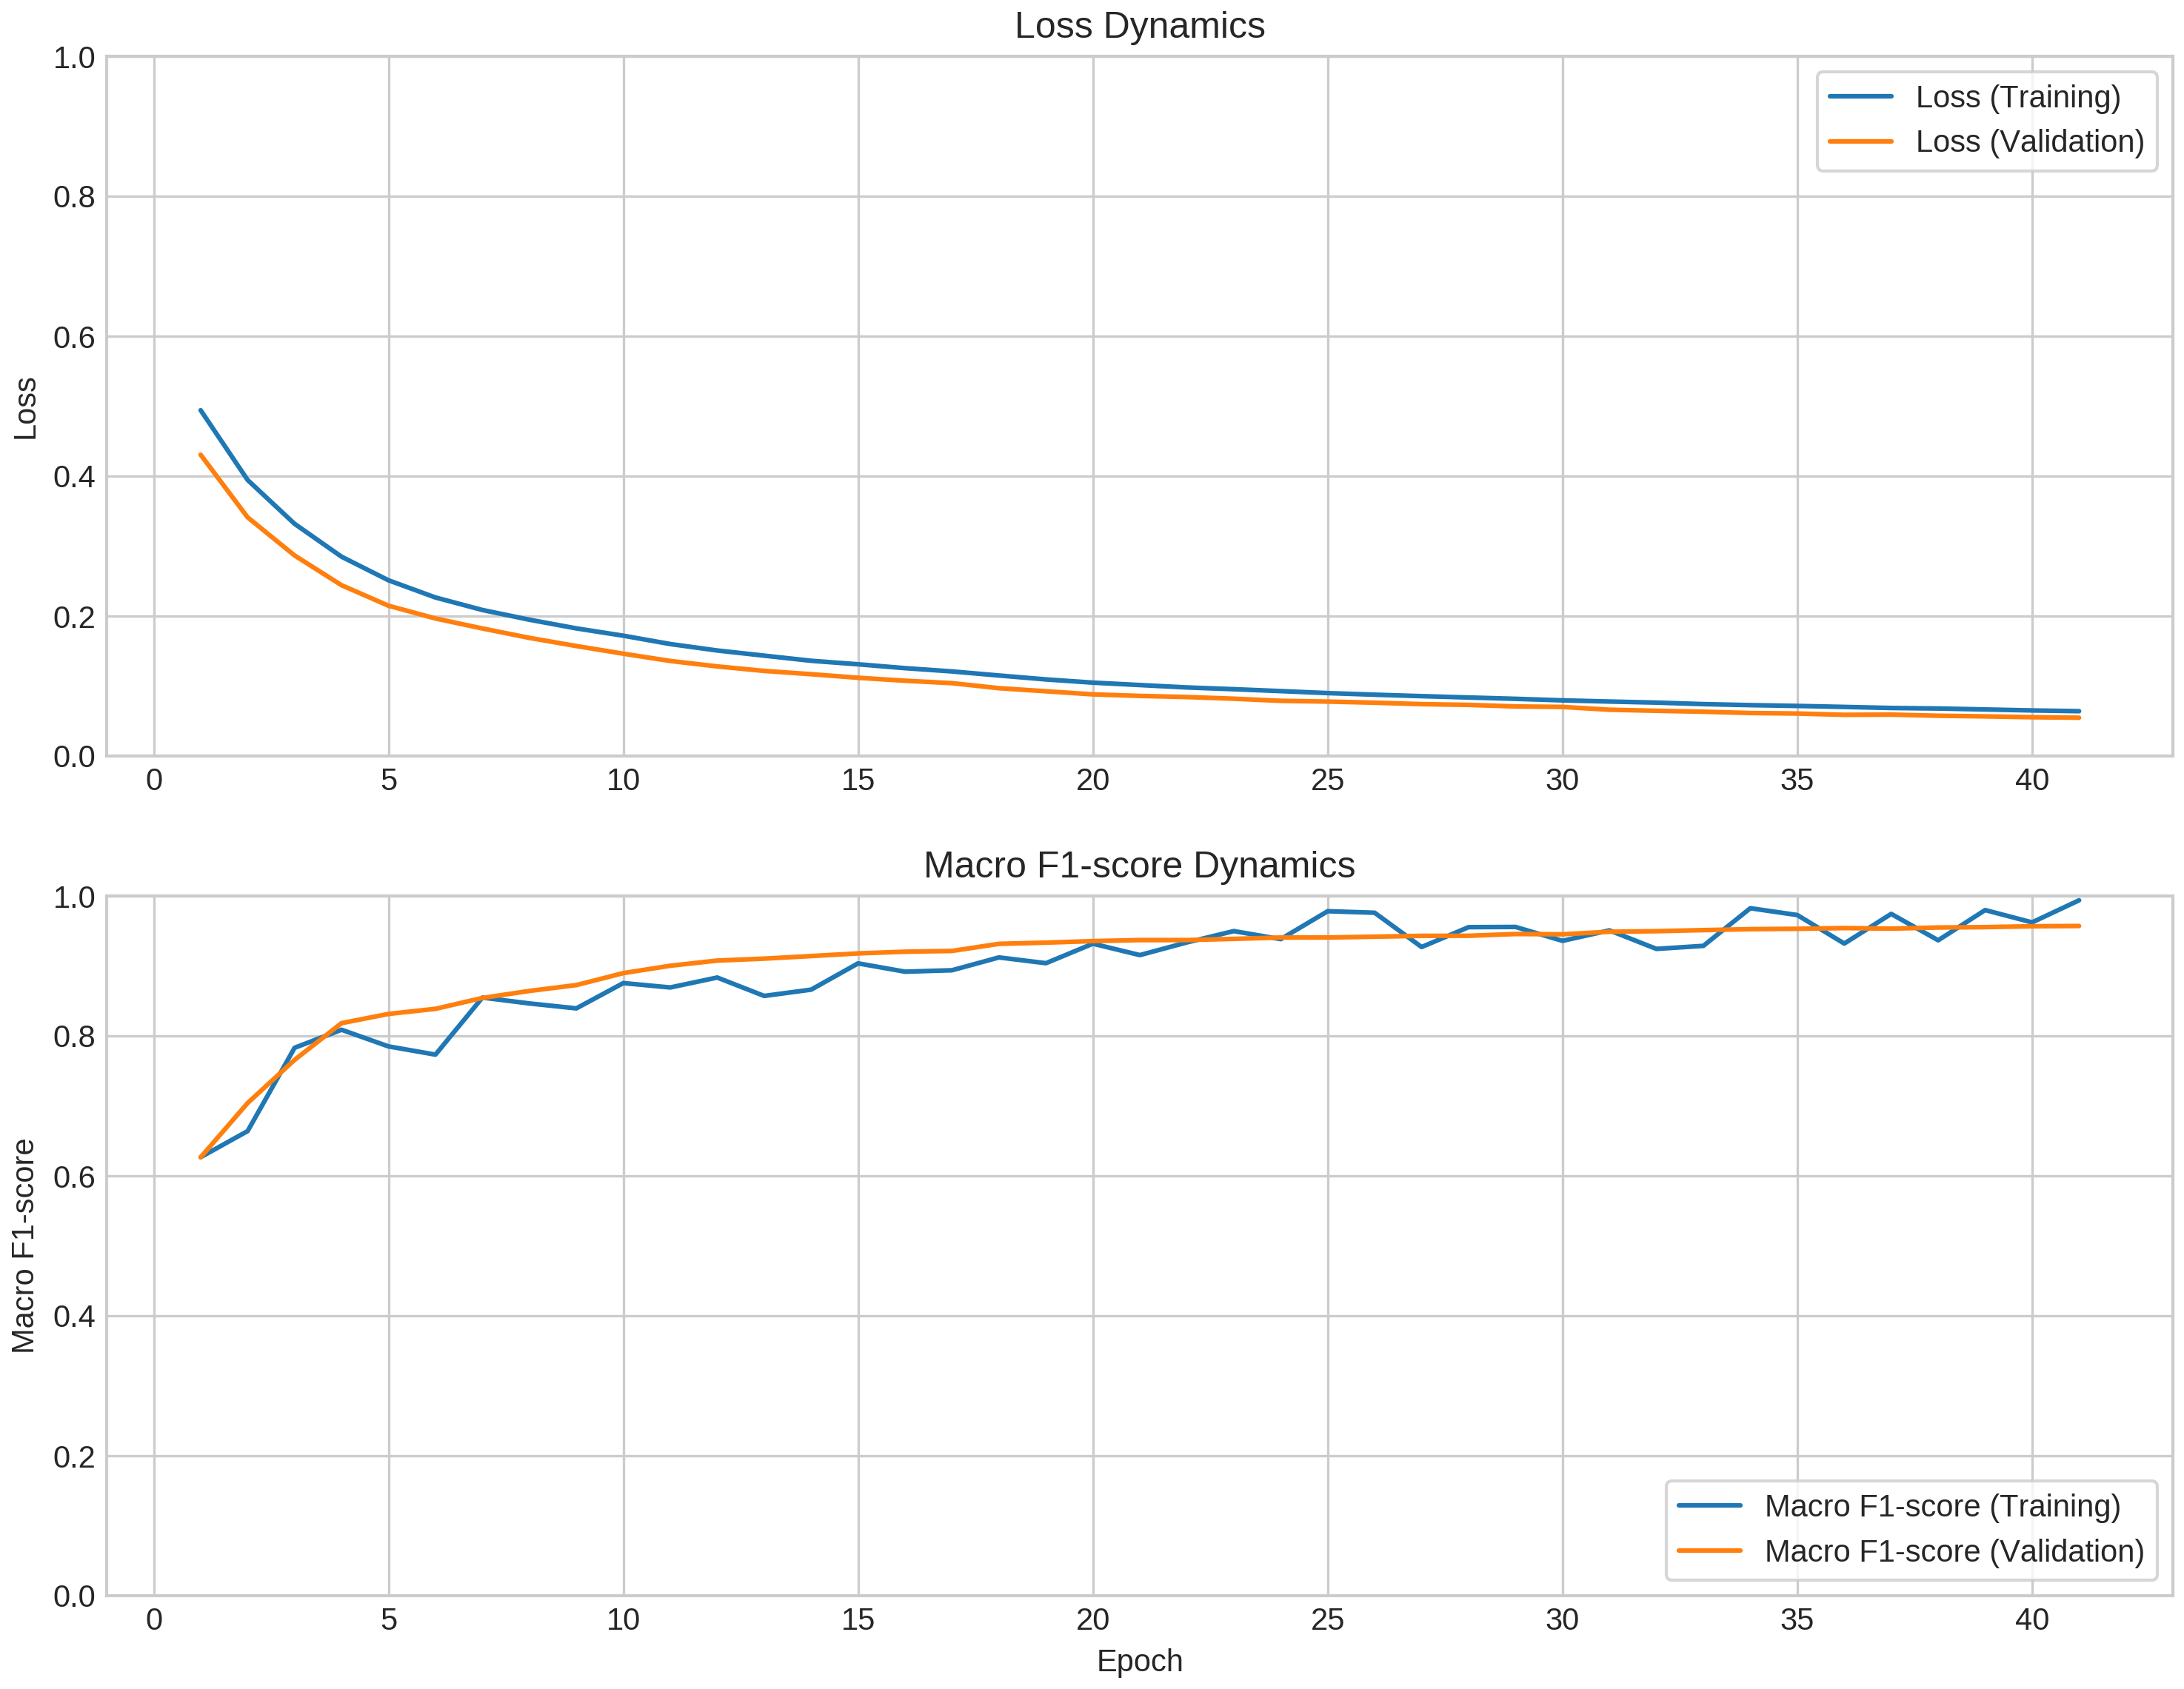 Loss Dynamics
1.0
0.8
0.6
0.4
0.2
0.0
Loss
Loss (Training)
Loss (Validation)
0 5 10 15 20 25 30 35 40
Macro F1-score Dynamics
1.0
0.8
0.6
0.4
0.2
0.0
Macro F1-score
Macro F1-score (Training)
Macro F1-score (Validation)
0 5 10 15 20 25 30 35 40
Epoch